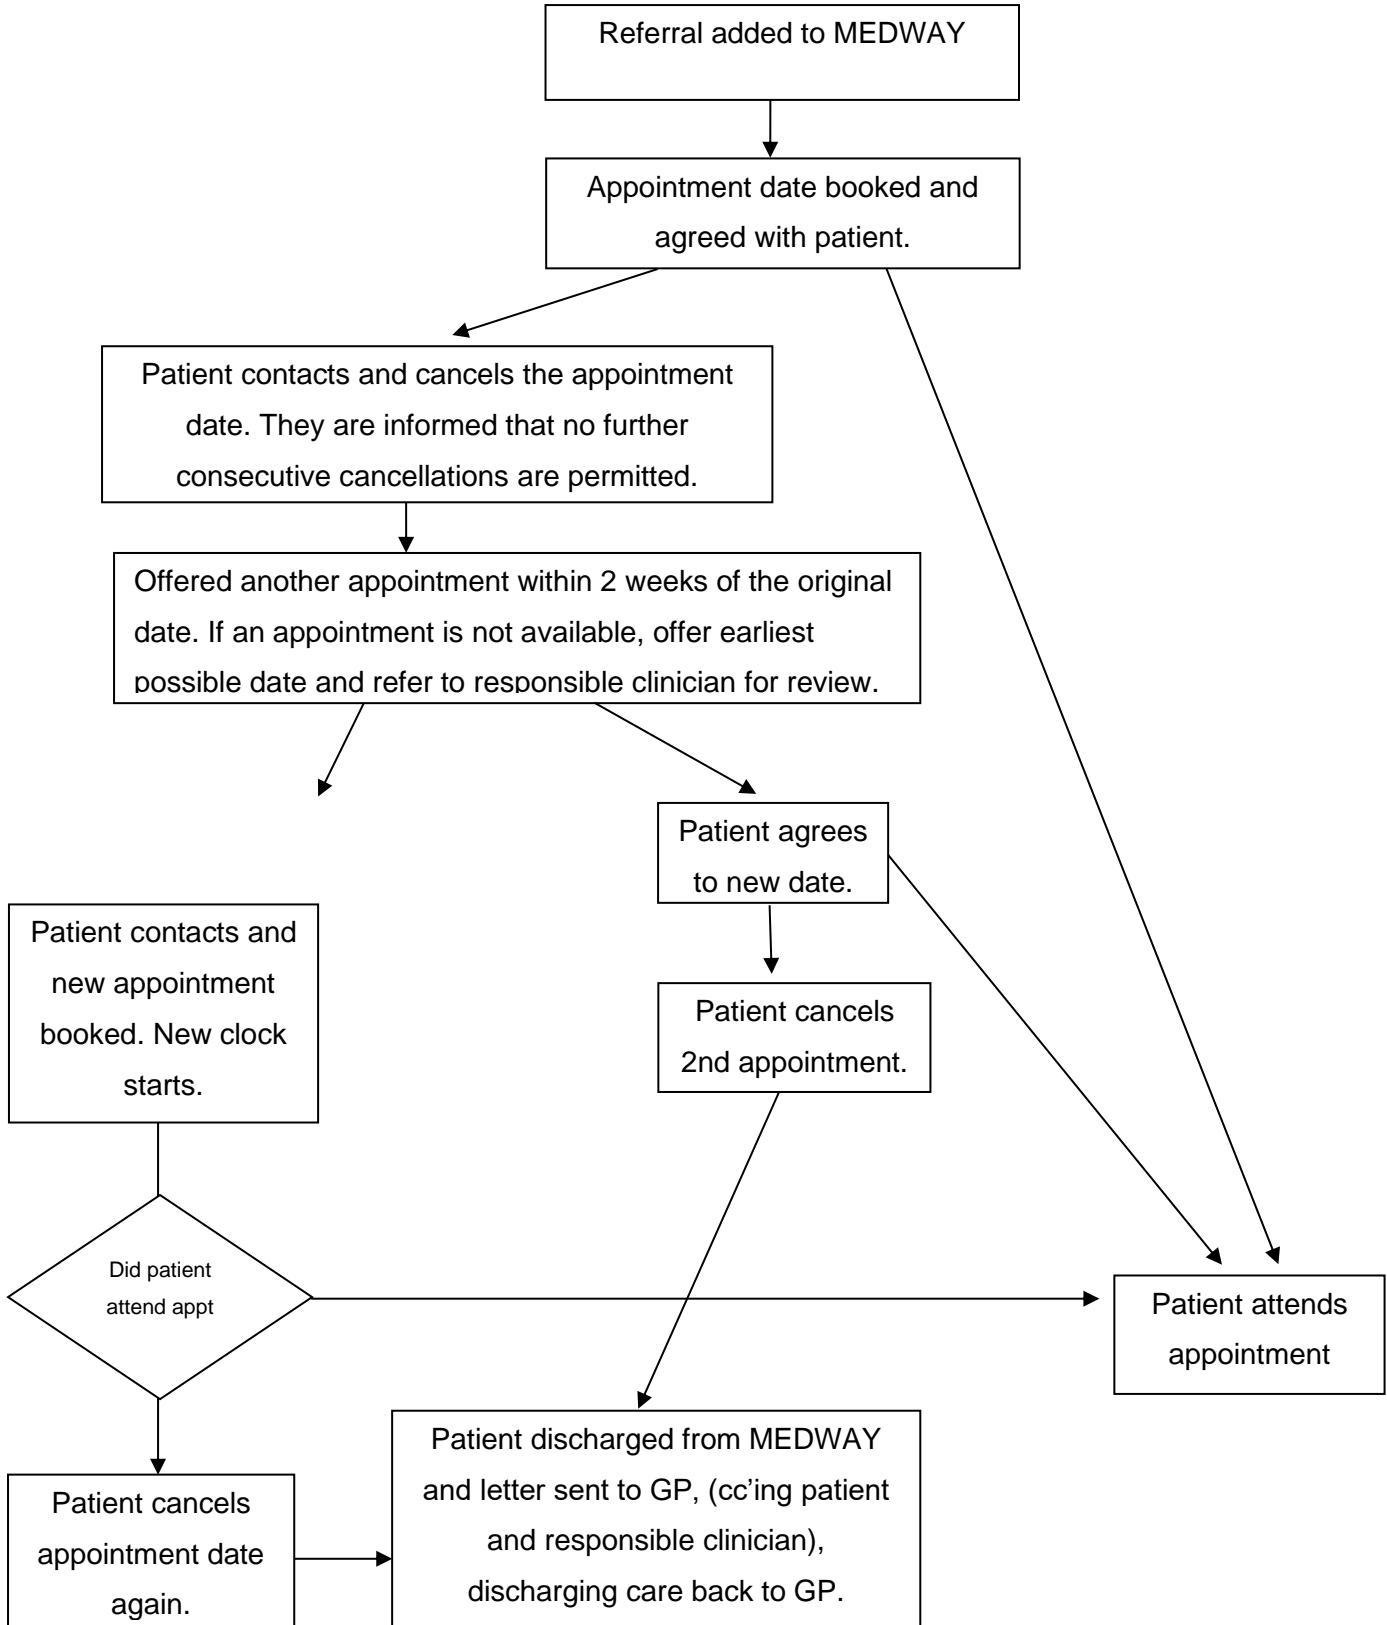 Referral added to MEDWAY
Appointment date booked and
agreed with patient.
Patient contacts and cancels the appointment
date. They are informed that no further
consecutive cancellations are permitted.
Offered another appointment within 2 weeks of the original
date. If an appointment is not available, offer earliest
possible date and refer to responsible clinician for review.
Patient agrees
to new date.
Patient contacts and
new appointment
booked. New clock
starts.
Patient cancels
2nd appointment.
Did patient
attend appt
Patient attends
appointment
Patient discharged from MEDWAY
and letter sent to GP, (cc’ing patient
and responsible clinician),
discharging care back to GP.
Patient cancels
appointment date
again.